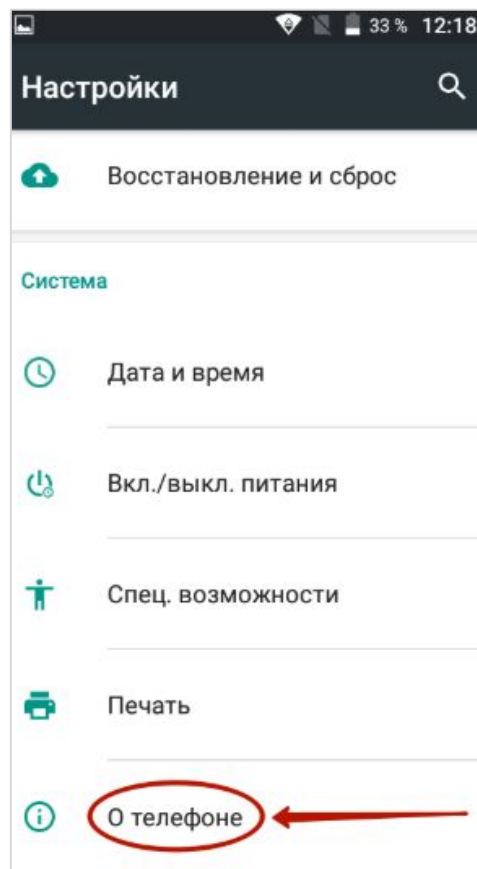 33 % 12:18
Настройки
Восстановление и сброс
Система
Дата и время
Вкл./выкл. питания
Спец. возможности
Печать
О телефоне